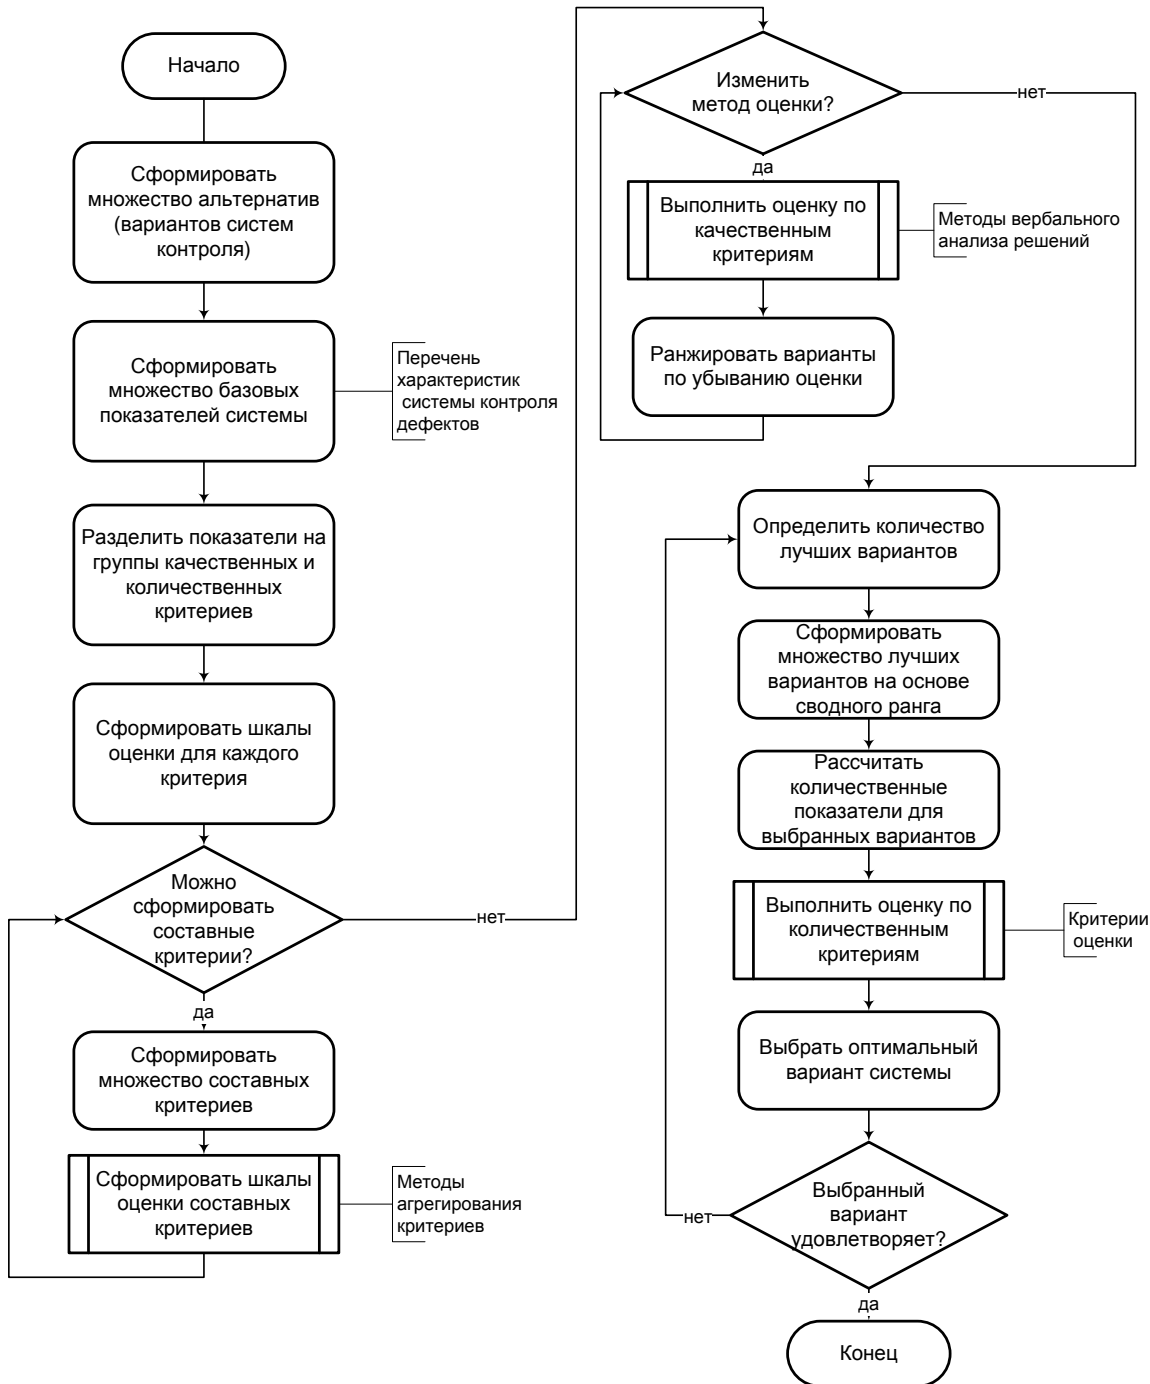 Начало
Сформировать
множество альтернатив
(вариантов систем
контроля)
Сформировать
множество базовых
показателей системы
Перечень
характеристик
системы контроля
дефектов
Разделить показатели на
группы качественных и
количественных
критериев
Сформировать шкалы
оценки для каждого
критерия
Можно
сформировать
составные
критерии?
нет
да
Сформировать
множество составных
критериев
Сформировать шкалы
оценки составных
критериев
Методы
агрегирования
критериев
Изменить
метод оценки?
нет
да
Выполнить оценку по
качественным
критериям
Методы вербального
анализа решений
Ранжировать варианты
по убыванию оценки
Определить количество
лучших вариантов
Сформировать
множество лучших
вариантов на основе
сводного ранга
Рассчитать
количественные
показатели для
выбранных вариантов
Выполнить оценку по
количественным
критериям
Критерии
оценки
Выбрать оптимальный
вариант системы
Выбранный
вариант
удовлетворяет?
нет
да
Конец